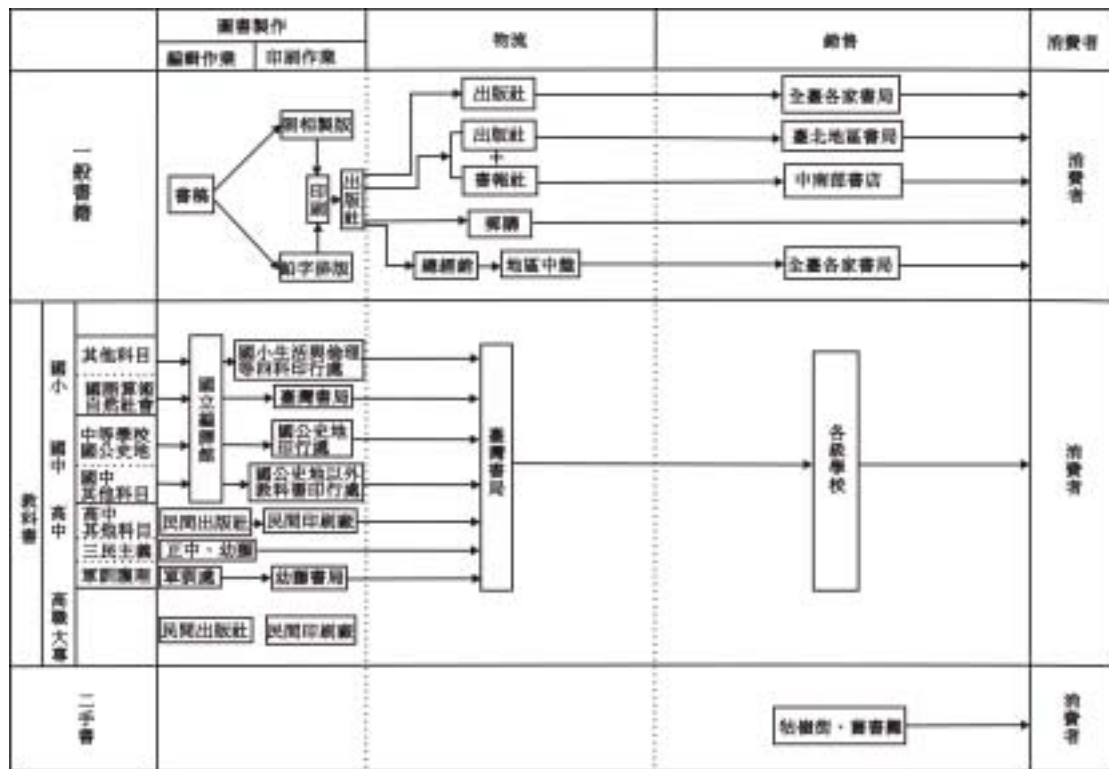 圖書製作
編輯作業
印刷作業
物流
銷售
消費者
一般書籍
書稿
照相製版
鉛字排版
印刷
出版社
出版社
出版社
+
書報社
郵購
總經銷
地區中盤
全臺各家書局
臺北地區書局
中南部書店
全臺各家書局
消費者
教科書
國小
國中
高中
高職大專
其他科目
國語算術
自然社會
中等學校
國公史地
國中
其他科目
高中
其他科目
三民主義
軍訓護理
國立編譯館
國小生活與倫理
等四科印行處
臺灣書局
國公史地
印行處
國公史地以外
教科書印行處
民間出版社
民間印刷廠
正中、幼獅
軍訓處
幼獅書局
民間出版社
民間印刷廠
臺灣書局
各級學校
消費者
二手書
牯嶺街、舊書攤
消費者